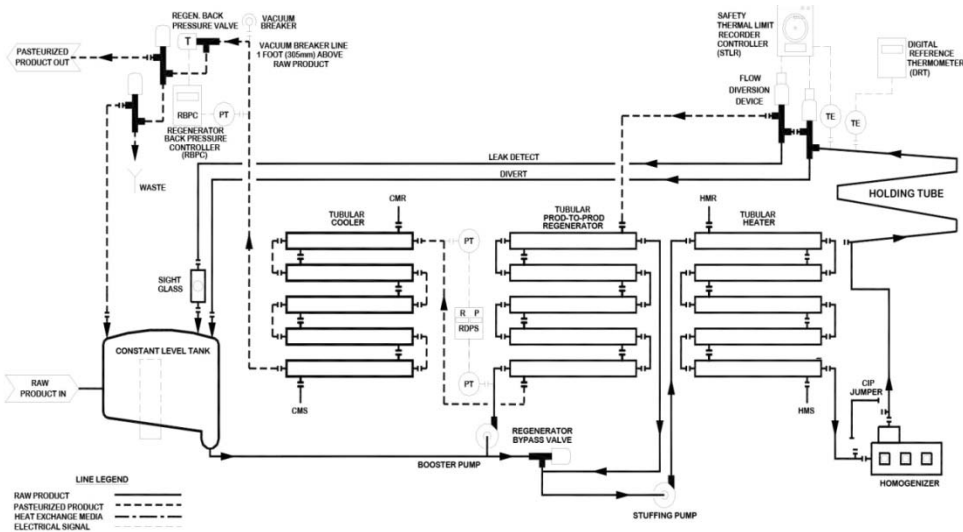 REGEN. BACK
PRESSURE VALVE
VACUUM
BREAKER
SAFETY
THERMAL LIMIT
RECORDER
CONTROLLER
(STLR)
PASTEURIZED
PRODUCT OUT
T
VACUUM BREAKER LINE
1 FOOT (305mm) ABOVE
RAW PRODUCT
DIGITAL
REFERENCE
THERMOMETER
(DRT)
FLOW
DIVERSION
DEVICE
RBPC
PT
TE
TE
REGENERATOR
BACK PRESSURE
CONTROLLER
(RBPC)
LEAK DETECT
WASTE
DIVERT
HOLDING TUBE
TUBULAR
COOLER
CMR
TUBULAR
PROD-TO-PROD
REGENERATOR
HMR
TUBULAR
HEATER
PT
SIGHT
GLASS
R P
RDPS
CONSTANT LEVEL TANK
RAW
PRODUCT IN
PT
CMS
HMS
CIP
JUMPER
REGENERATOR
BYPASS VALVE
BOOSTER PUMP
HOMOGENIZER
LINE LEGEND
STUFFING PUMP
RAW PRODUCT
PASTEURIZED PRODUCT
HEAT EXCHANGE MEDIA
ELECTRICAL SIGNAL